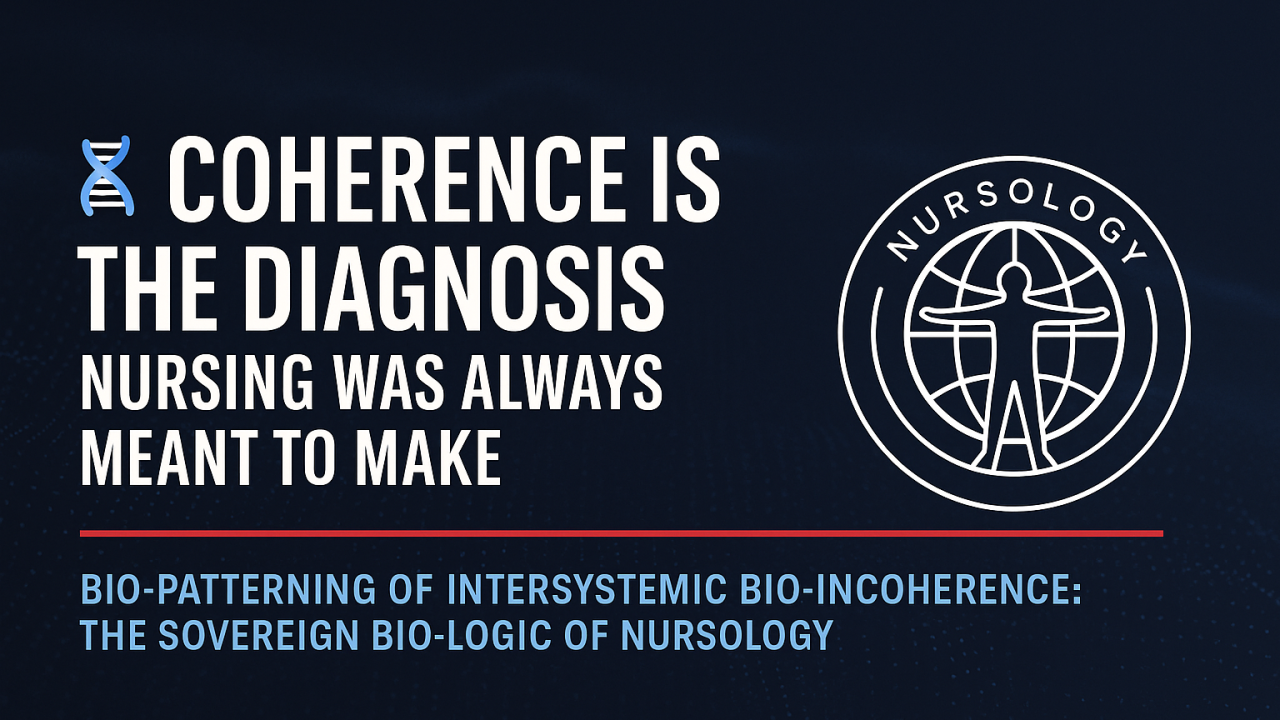 COHERENCE IS
THE DIAGNOSIS
NURSING WAS ALWAYS
MEANT TO MAKE
NURSOLOGY
BIO-PATTERNING OF INTERSYSTEMIC BIO-INCOHERENCE:
THE SOVEREIGN BIO-LOGIC OF NURSOLOGY